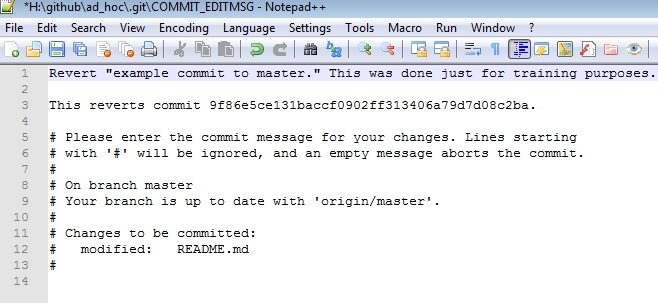 *H:\github\ad_hoc\.git\COMMIT_EDITMSG - Notepad++
File Edit Search View Encoding Language Settings Tools Macro Run Window ?
1 Revert "example commit to master." This was done just for training purposes.
2
3 This reverts commit 9f86e5ce131baccf0902ff313406a79d7d08c2ba.
4
5 # Please enter the commit message for your changes. Lines starting
6 # with '#' will be ignored, and an empty message aborts the commit.
7 #
8 # On branch master
9 # Your branch is up to date with 'origin/master'.
10 #
11 # Changes to be committed:
12 #   modified:   README.md
13 #
14